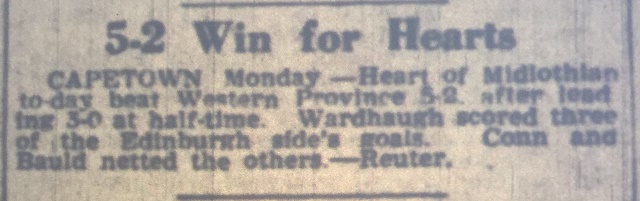 5-2 Win for Hearts
CAPETOWN Monday.—Heart of Midlothian
to-day beat Western Province 5-2. after lead
ing 3-0 at half-time. Wardhaugh scored three
of the Edinburgh side's goals. Conn and
Bauld netted the others.—Reuter.